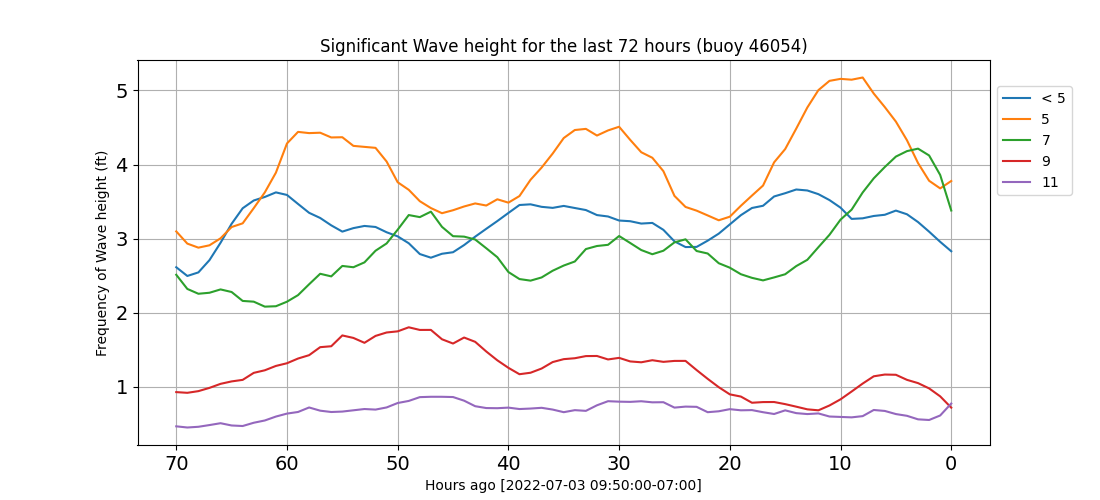 Significant Wave height for the last 72 hours (buoy 46054)
Frequency of Wave height (ft)
5
4
3
2
1
70 60 50 40 30 20 10 0
Hours ago [2022-07-03 09:50:00-07:00]
< 5
5
7
9
11